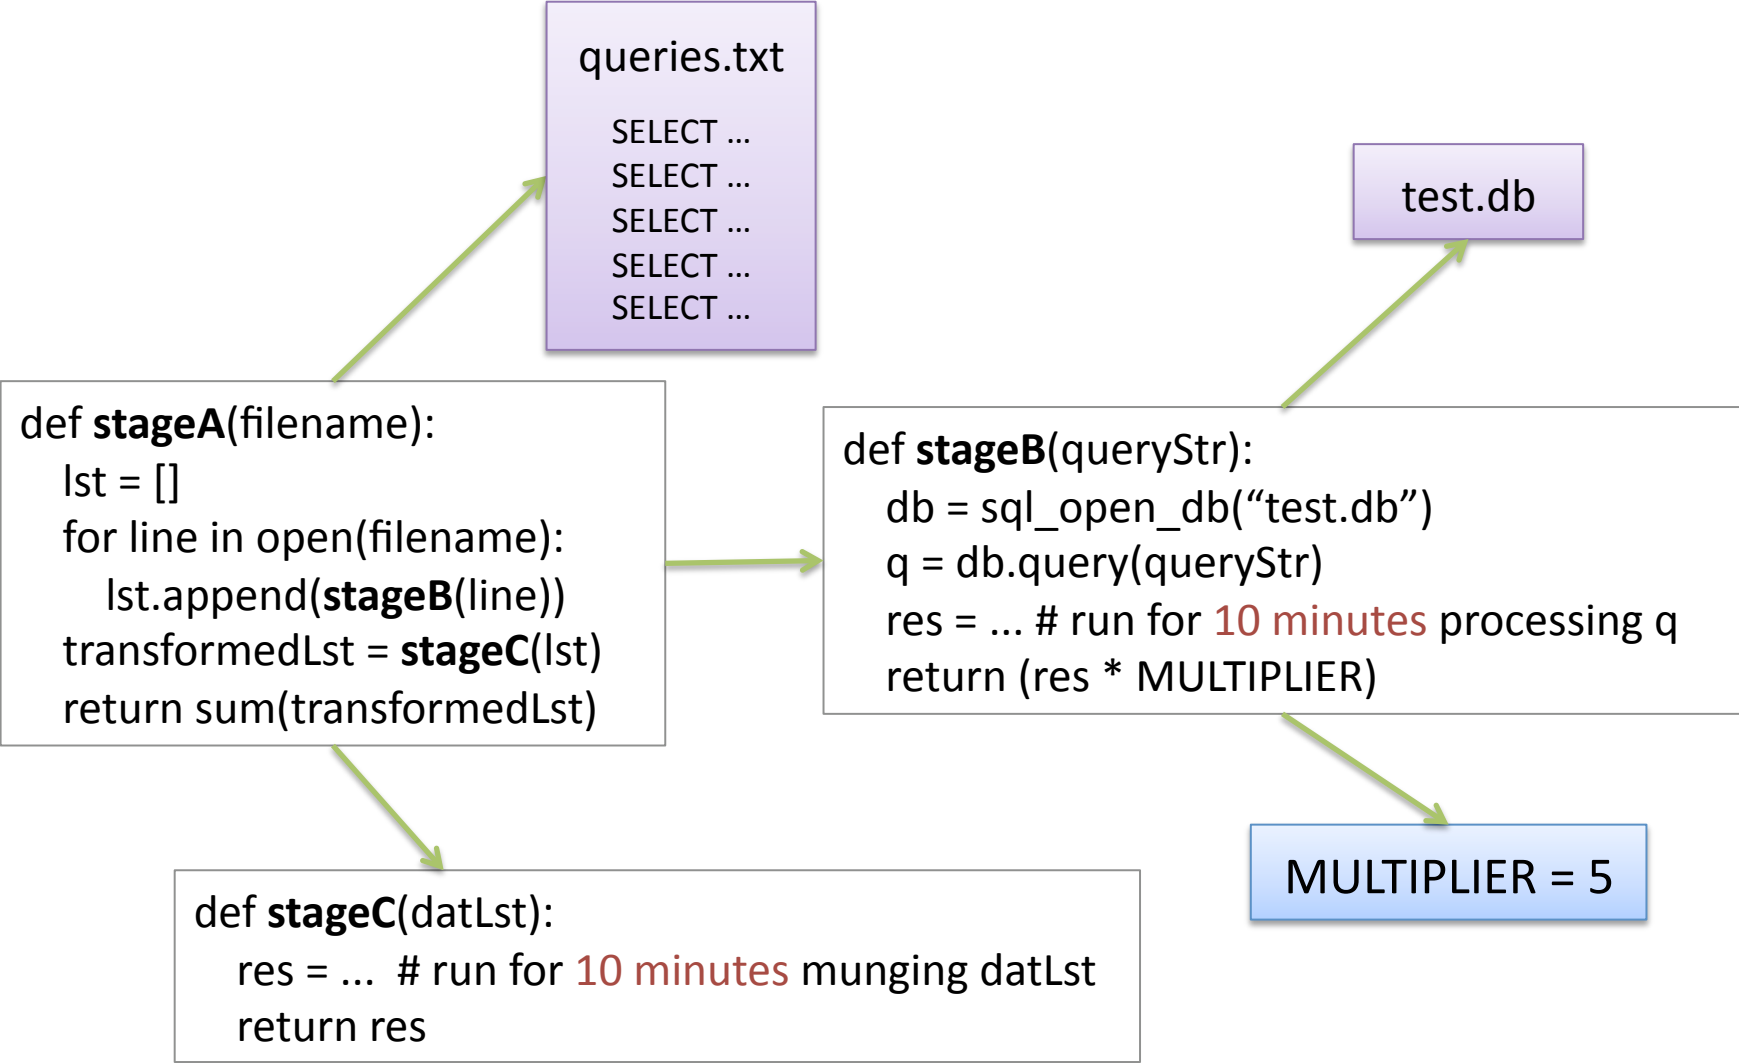 queries.txt
SELECT ...
SELECT ...
SELECT ...
SELECT ...
SELECT ...
test.db
def stageA(filename):
lst = []
for line in open(filename):
lst.append(stageB(line))
transformedLst = stageC(lst)
return sum(transformedLst)
def stageB(queryStr):
db = sql_open_db(“test.db”)
q = db.query(queryStr)
res = ... # run for 10 minutes processing q
return (res * MULTIPLIER)
MULTIPLIER = 5
def stageC(datLst):
res = ... # run for 10 minutes munging datLst
return res